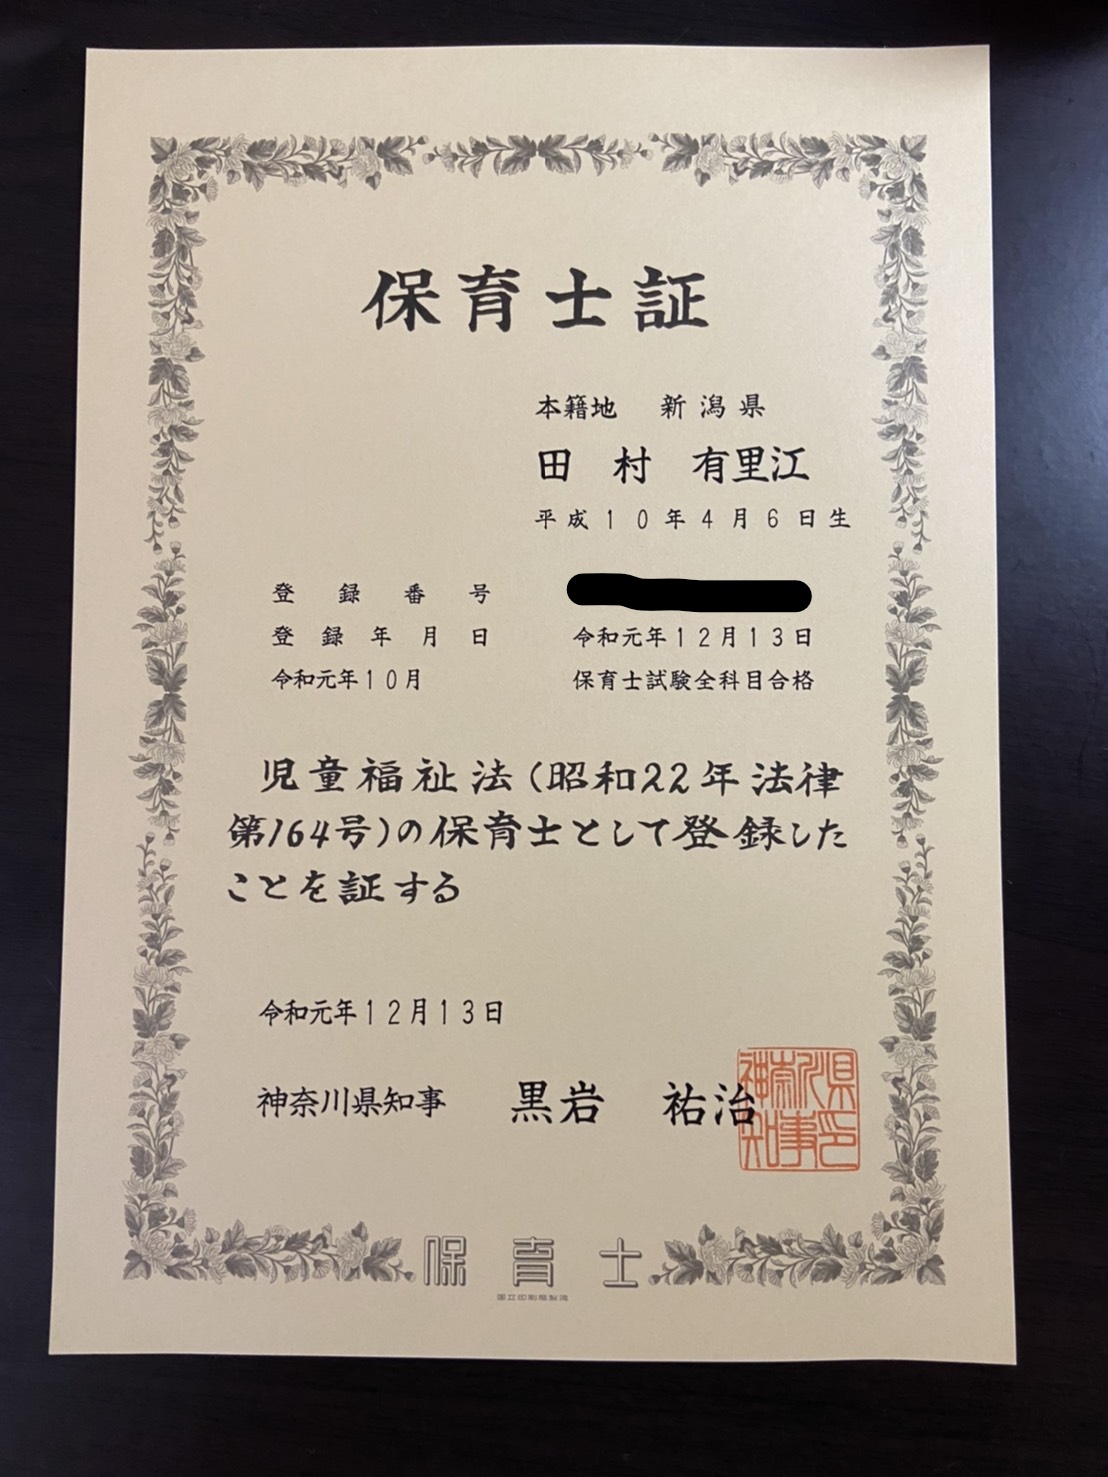 保育士証
本籍地 新潟県
田村 有里江
平成10年4月6日生
登録番号
登録年月日 令和元年12月13日
令和元年10月 保育士試験全科目合格
児童福祉法(昭和22年法律
第164号)の保育士として登録した
ことを証する
令和元年12月13日
神奈川県知事 黒岩 祐治
神奈川県知事印
保育士
国立印刷局製造